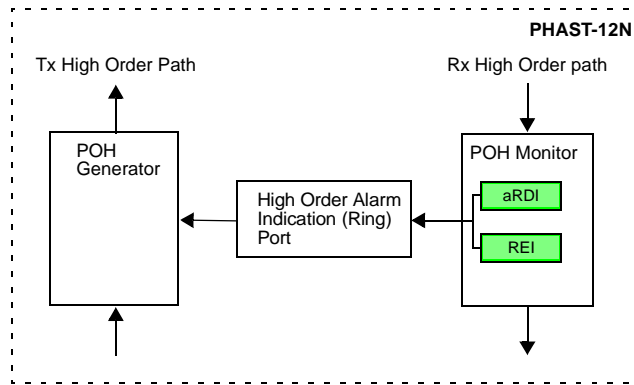 PHAST-12N
Tx High Order Path
Rx High Order path
POH
Generator
POH Monitor
aRDI
High Order Alarm
Indication (Ring)
Port
REI